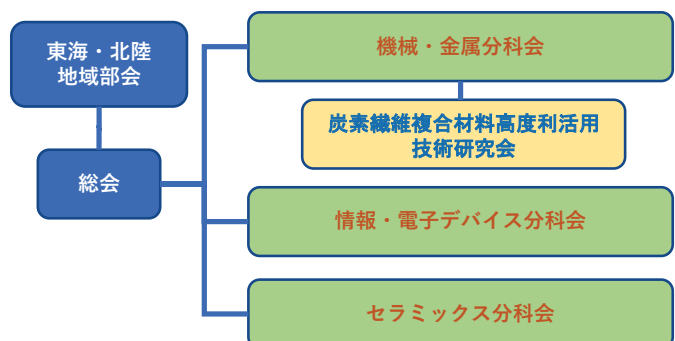 東海・北陸
地域部会
総会
機械・金属分科会
炭素繊維複合材料高度利活用
技術研究会
情報・電子デバイス分科会
セラミックス分科会